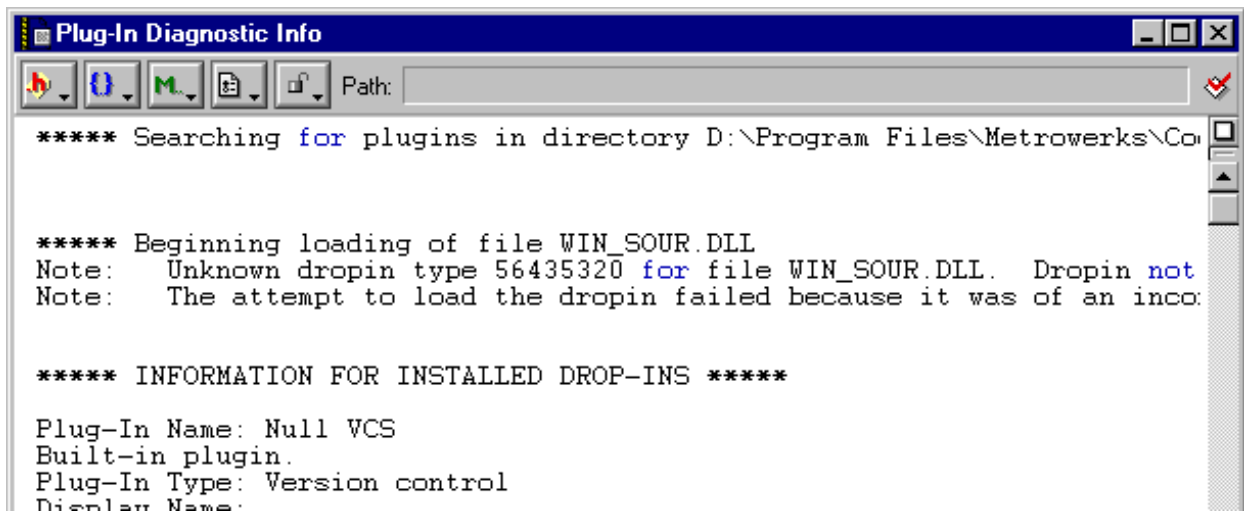 Plug-In Diagnostic Info
h {} M.. Path:
***** Searching for plugins in directory D:\Program Files\Metrowerks\Co
***** Beginning loading of file WIN_SOUR.DLL
Note: Unknown dropin type 56435320 for file WIN_SOUR.DLL. Dropin not
Note: The attempt to load the dropin failed because it was of an inco
***** INFORMATION FOR INSTALLED DROP-INS *****
Plug-In Name: Null VCS
Built-in plugin.
Plug-In Type: Version control
Display Name: